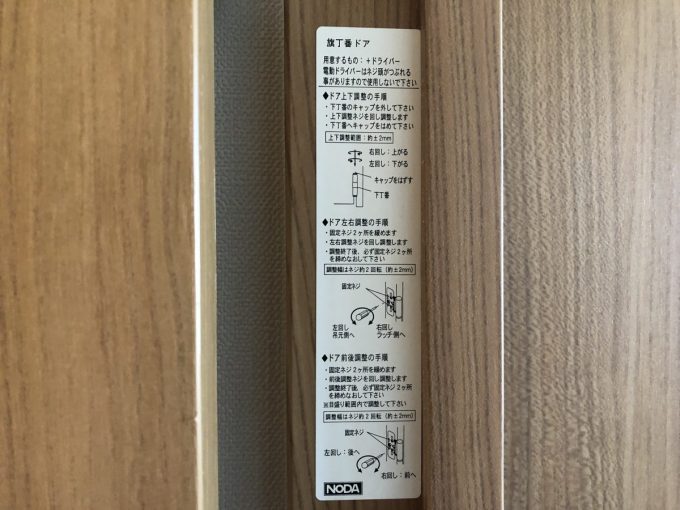 旗丁番ドア
用意するもの：＋ドライバー
電動ドライバーはネジ頭がつぶれる
事がありますので使用しないで下さい
◆ドア上下調整の手順
・下丁番のキャップを外して下さい
・上下調整ネジを回し調整します
・下丁番へキャップをはめて下さい
上下調整範囲：約±2mm
右回し：上がる
左回し：下がる
キャップをはずす
下丁番
◆ドア左右調整の手順
・固定ネジ2ヶ所を緩めます
・左右調整ネジを回し調整します
・調整終了後、必ず固定ネジ2ヶ所
を締めなおして下さい
調整幅はネジ約2回転（約±2mm）
固定ネジ
左回し
吊元側へ
右回し
ラッチ側へ
◆ドア前後調整の手順
・固定ネジ2ヶ所を緩めます
・前後調整ネジを回し調整します
・調整終了後、必ず固定ネジ2ヶ所
を締めなおして下さい
※目盛り範囲内で調整して下さい
調整幅はネジ約2回転（約±2mm）
固定ネジ
左回し：後へ
右回し：前へ
NODA